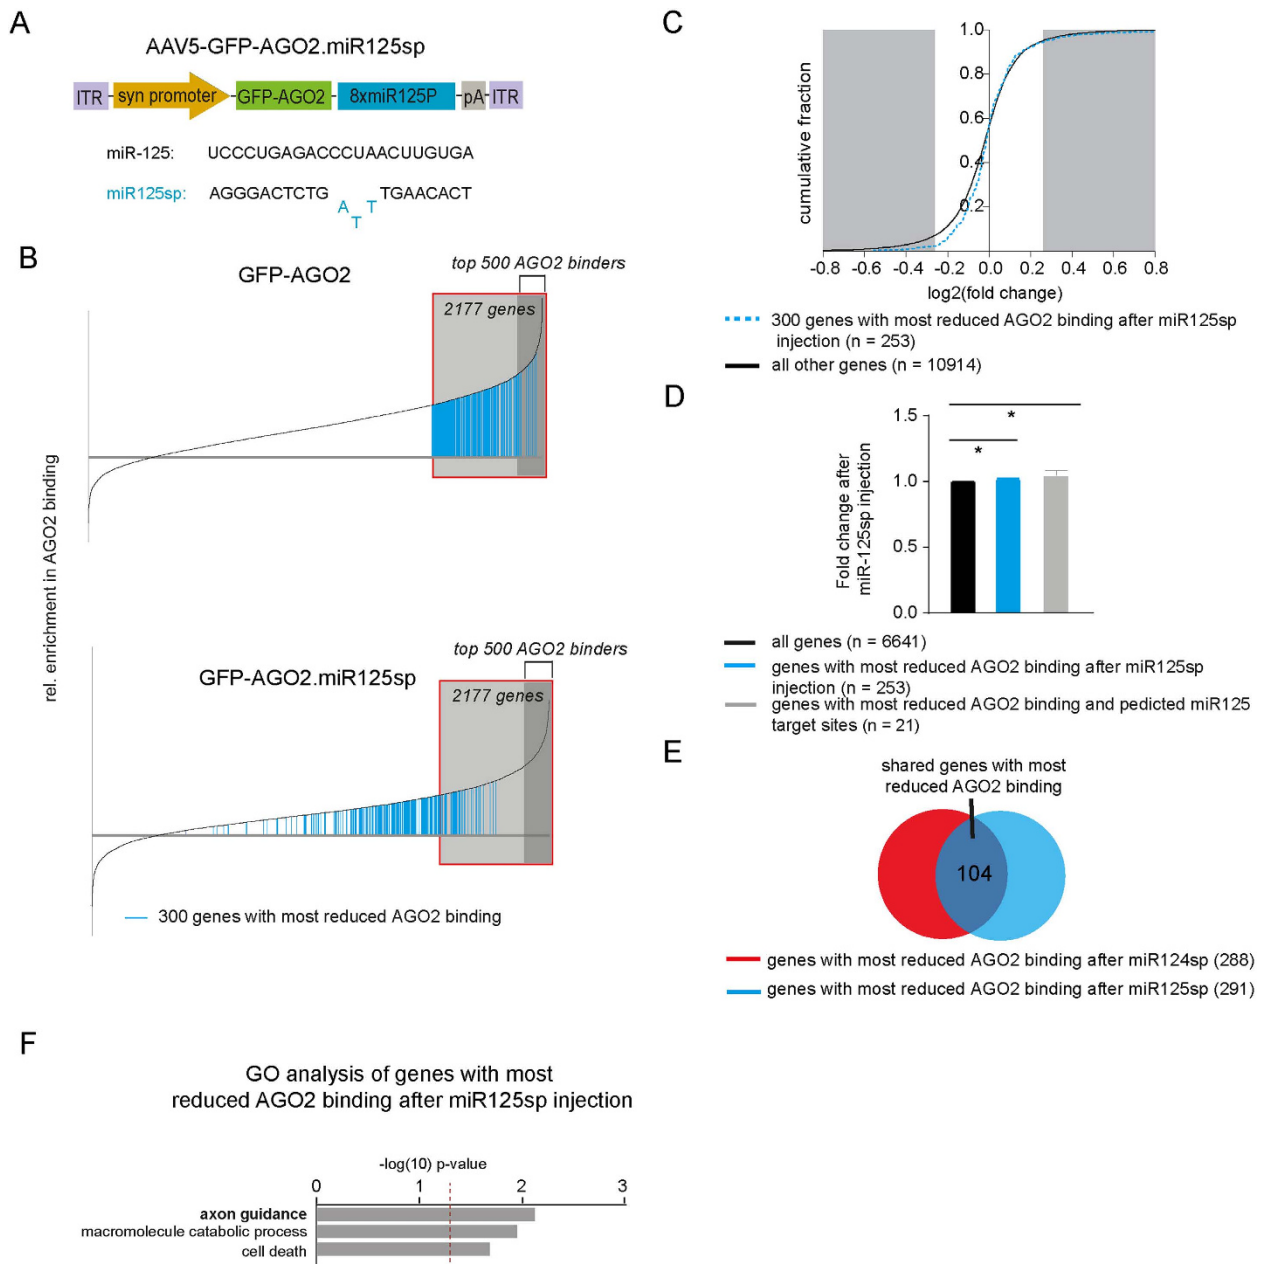 A
AAV5-GFP-AGO2.miR125sp
ITR
syn promoter
GFP-AGO2
8xmiR125P
pA
ITR
miR-125: UCCCUGAGACCCUAACUUGUGA
miR125sp: AGGGACTCTG ATT TGAACACT
B
rel. enrichment in AGO2 binding
GFP-AGO2
top 500 AGO2 binders
2177 genes
GFP-AGO2.miR125sp
top 500 AGO2 binders
2177 genes
300 genes with most reduced AGO2 binding
C
cumulative fraction
1.0
0.8
0.6
0.4
0.2
-0.8 -0.6 -0.4 -0.2 0.0 0.2 0.4 0.6 0.8
log2(fold change)
300 genes with most reduced AGO2 binding after miR125sp
injection (n = 253)
all other genes (n = 10914)
D
Fold change after
miR-125sp injection
1.5
1.0
0.5
0.0
*
*
all genes (n = 6641)
genes with most reduced AGO2 binding after miR125sp
injection (n = 253)
genes with most reduced AGO2 binding and pedicted miR125
target sites (n = 21)
E
shared genes with most
reduced AGO2 binding
104
genes with most reduced AGO2 binding after miR124sp (288)
genes with most reduced AGO2 binding after miR125sp (291)
F
GO analysis of genes with most
reduced AGO2 binding after miR125sp injection
-log(10) p-value
0 1 2 3
axon guidance
macromolecule catabolic process
cell death